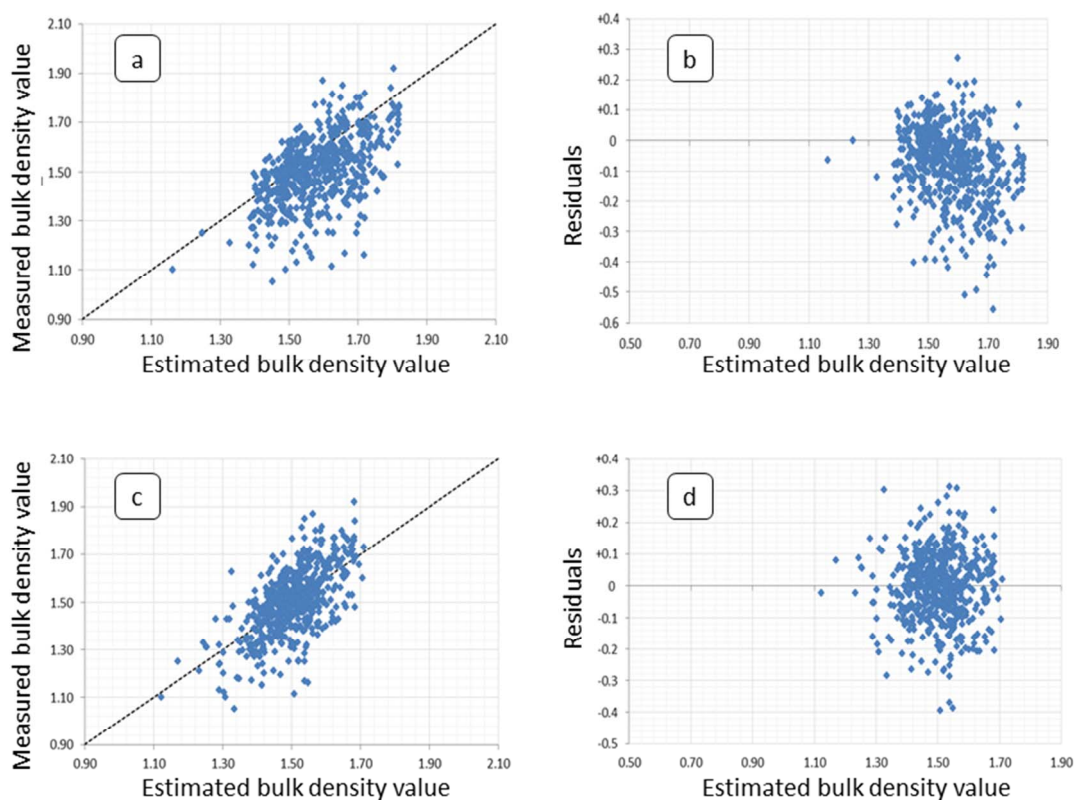 a
Measured bulk density value
2.10
1.90
1.70
1.50
1.30
1.10
0.90
0.90 1.10 1.30 1.50 1.70 1.90 2.10
Estimated bulk density value
b
Residuals
+0.4
+0.3
+0.2
+0.1
0
-0.1
-0.2
-0.3
-0.4
-0.5
-0.6
0.50 0.70 0.90 1.10 1.30 1.50 1.70 1.90
Estimated bulk density value
c
Measured bulk density value
2.10
1.90
1.70
1.50
1.30
1.10
0.90
0.90 1.10 1.30 1.50 1.70 1.90 2.10
Estimated bulk density value
d
Residuals
+0.4
+0.3
+0.2
+0.1
0
-0.1
-0.2
-0.3
-0.4
-0.5
0.50 0.70 0.90 1.10 1.30 1.50 1.70 1.90
Estimated bulk density value